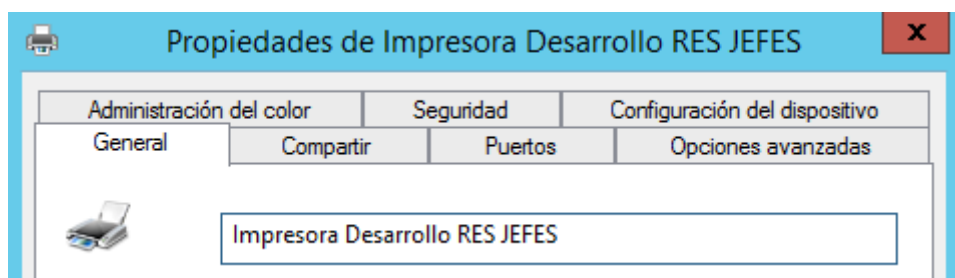 Propiedades de Impresora Desarrollo RES JEFES
x
Administración del color Seguridad Configuración del dispositivo
General Compartir Puertos Opciones avanzadas
Impresora Desarrollo RES JEFES